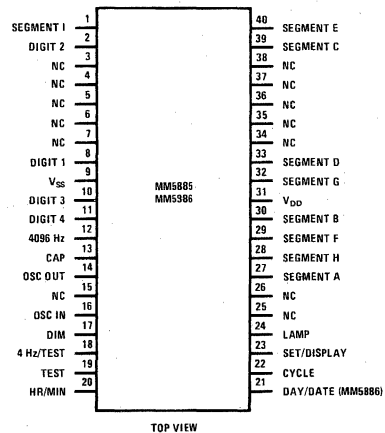 SEGMENT I 1 40 SEGMENT E
DIGIT 2 2 39 SEGMENT C
NC 3 38 NC
NC 4 37 NC
NC 5 36 NC
NC 6 35 NC
NC 7 34 NC
DIGIT 1 8 33 SEGMENT D
VSS 9 32 SEGMENT G
DIGIT 3 10 31 VDD
DIGIT 4 11 30 SEGMENT B
4096 Hz 12 29 SEGMENT F
CAP 13 28 SEGMENT H
OSC OUT 14 27 SEGMENT A
NC 15 26 NC
OSC IN 16 25 NC
DIM 17 24 LAMP
4 Hz/TEST 18 23 SET/DISPLAY
TEST 19 22 CYCLE
HR/MIN 20 21 DAY/DATE (MM5886)
MM5885
MM5986
TOP VIEW